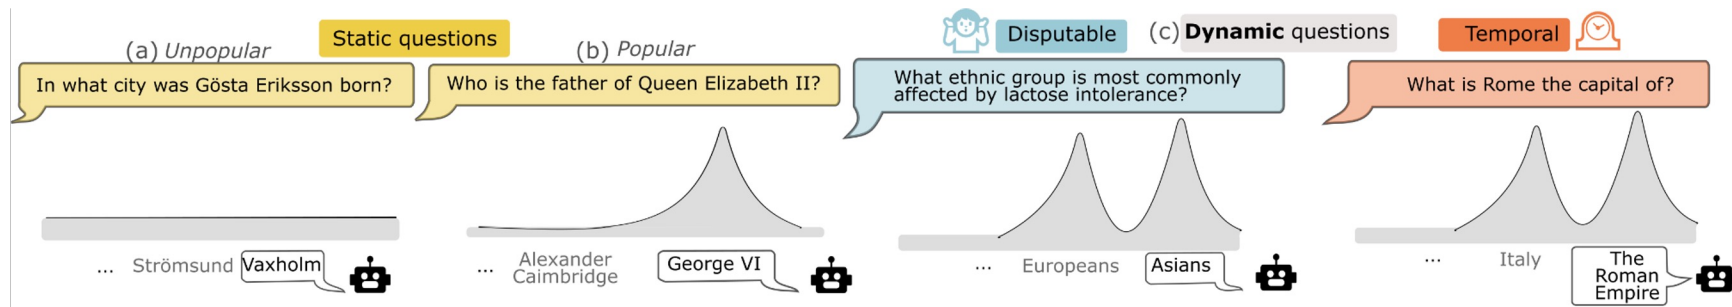 (a) Unpopular
Static questions
(b) Popular
Disputable
(c) Dynamic questions
Temporal
In what city was Gösta Eriksson born?
Who is the father of Queen Elizabeth II?
What ethnic group is most commonly
affected by lactose intolerance?
What is Rome the capital of?
... Strömsund
Vaxholm
... Alexander
Caimbridge
George VI
... Europeans
Asians
... Italy
The
Roman
Empire